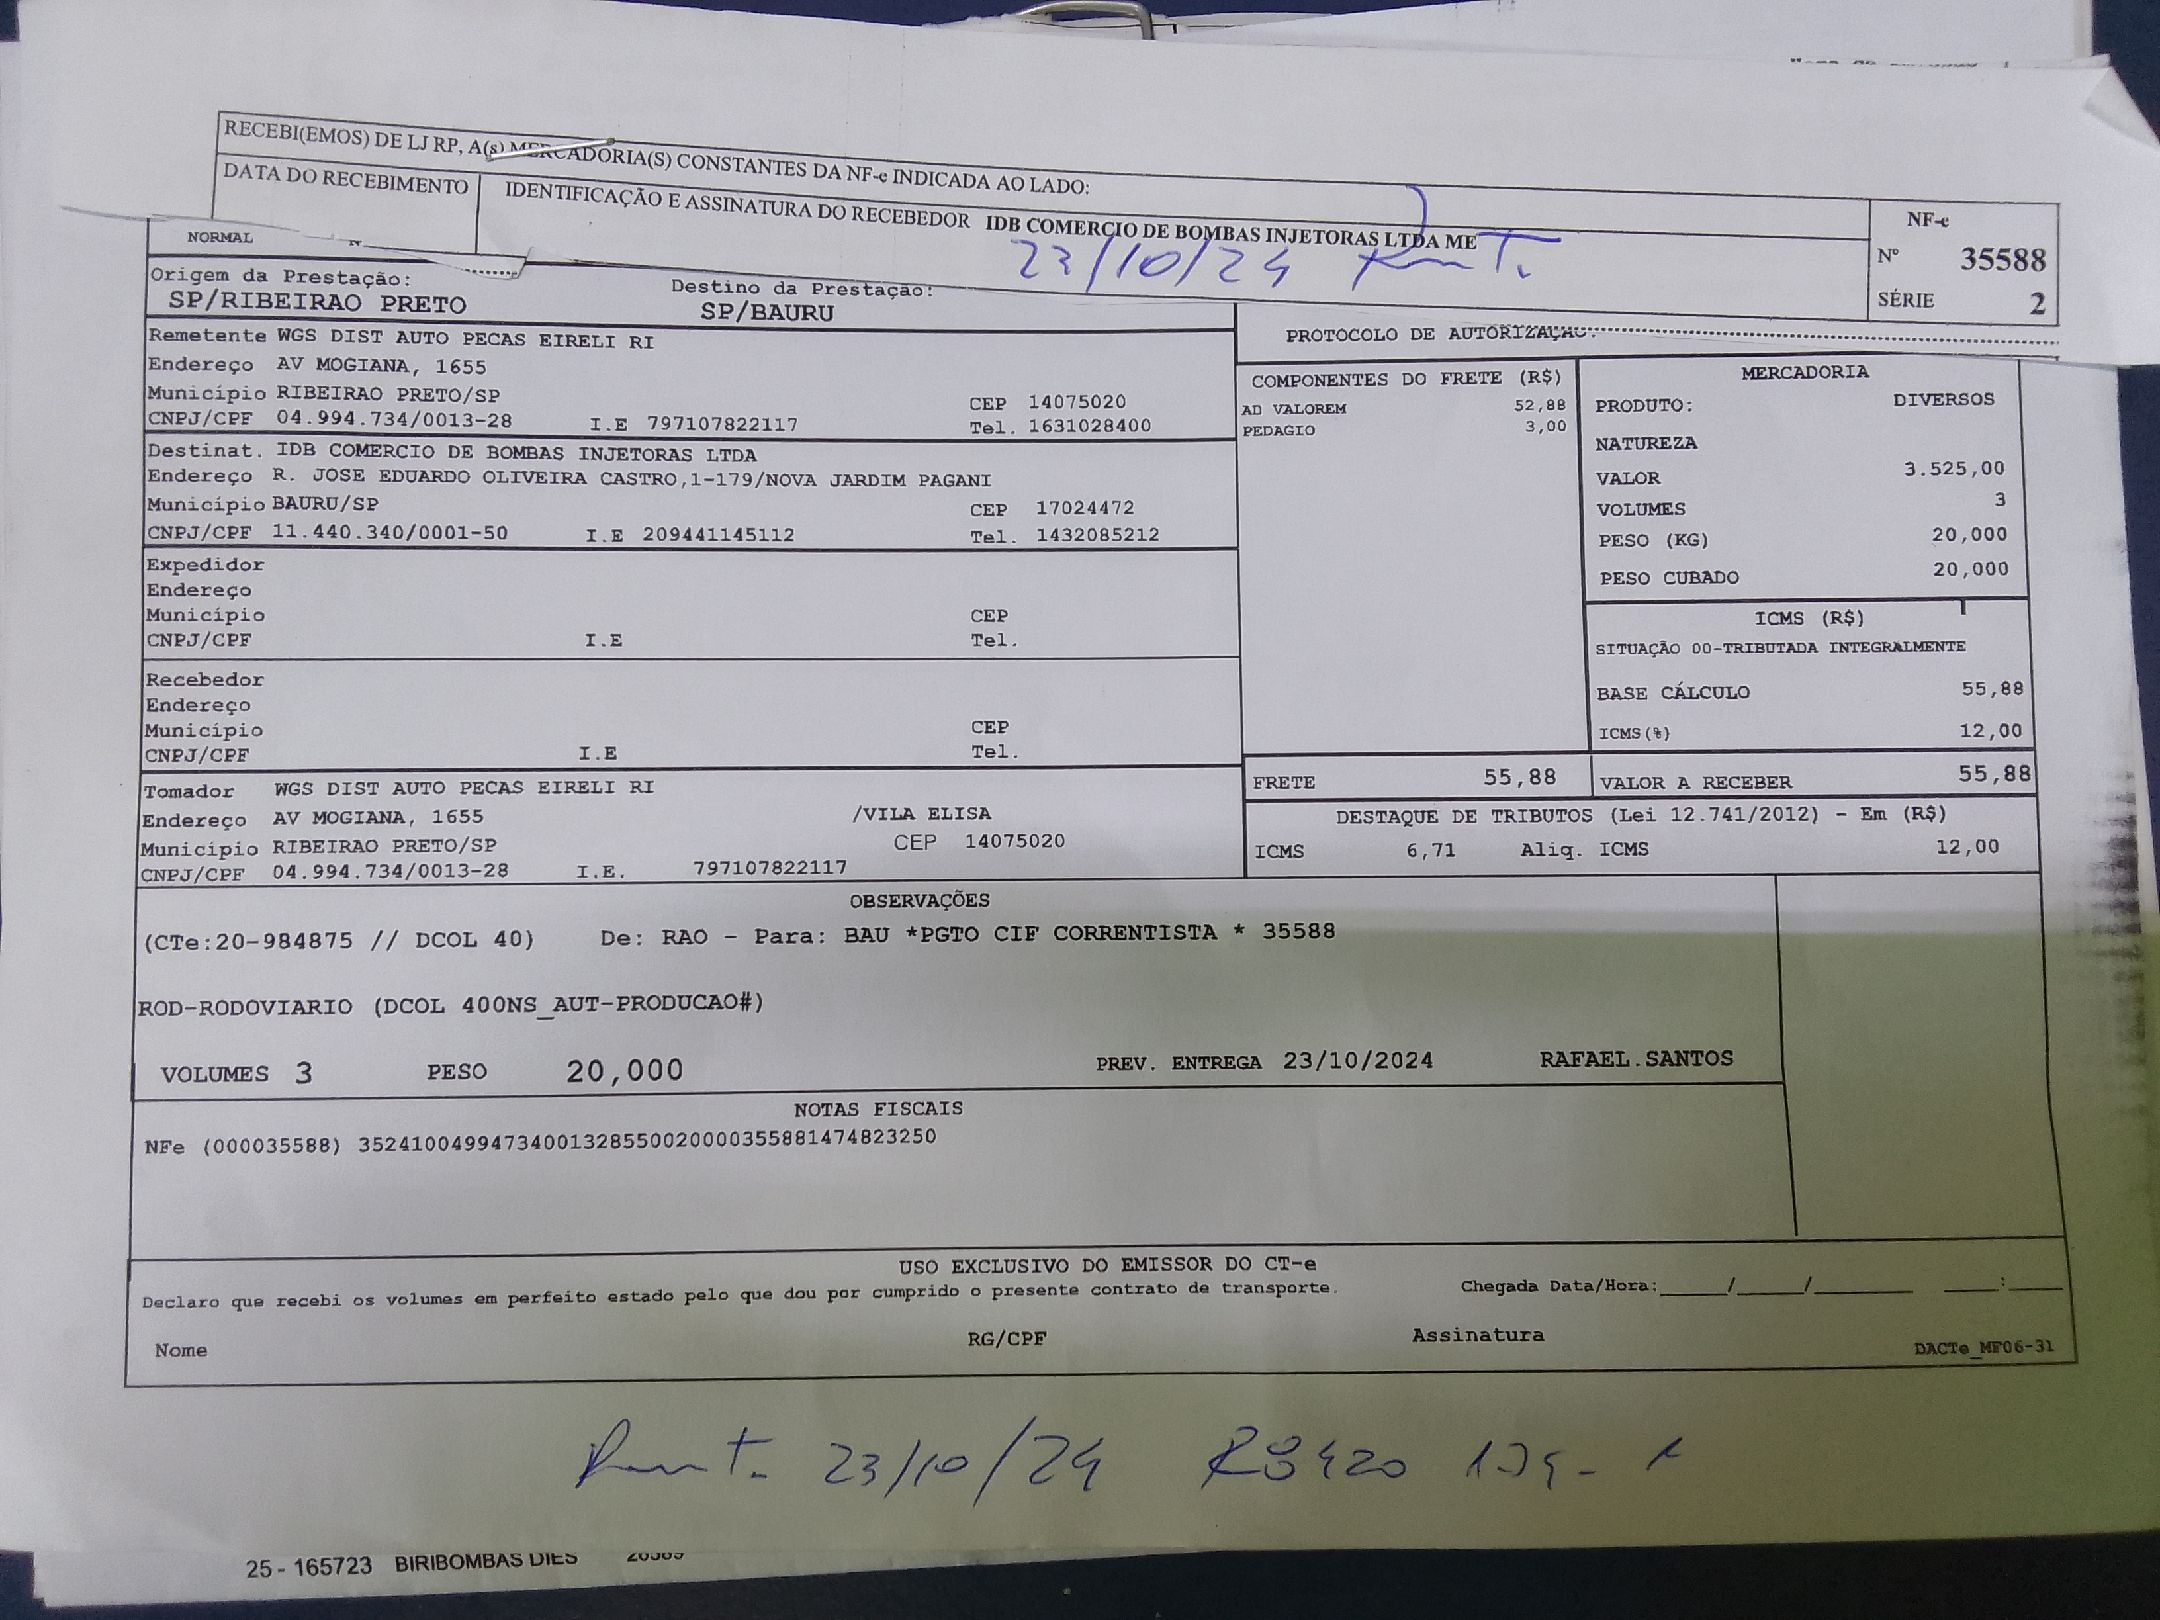 RECEBI(EMOS) DE LJ RP, A(s) MERCADORIA(S) CONSTANTES DA NF-e INDICADA AO LADO:
DATA DO RECEBIMENTO
IDENTIFICAÇÃO E ASSINATURA DO RECEBEDOR IDB COMERCIO DE BOMBAS INJETORAS LTDA ME
23/10/24
NF-e
Nº 35588
SÉRIE 2
NORMAL
Origem da Prestação:
SP/RIBEIRAO PRETO
Destino da Prestação:
SP/BAURU
PROTOCOLO DE AUTORIZAÇÃO:
Remetente WGS DIST AUTO PECAS EIRELI RI
Endereço AV MOGIANA, 1655
Município RIBEIRAO PRETO/SP CEP 14075020
CNPJ/CPF 04.994.734/0013-28 I.E 797107822117 Tel. 1631028400
Destinat. IDB COMERCIO DE BOMBAS INJETORAS LTDA
Endereço R. JOSE EDUARDO OLIVEIRA CASTRO,1-179/NOVA JARDIM PAGANI
Município BAURU/SP CEP 17024472
CNPJ/CPF 11.440.340/0001-50 I.E 209441145112 Tel. 1432085212
Expedidor
Endereço
Município CEP
CNPJ/CPF I.E Tel.
Recebedor
Endereço
Município CEP
CNPJ/CPF I.E Tel.
Tomador WGS DIST AUTO PECAS EIRELI RI
Endereço AV MOGIANA, 1655 /VILA ELISA
Município RIBEIRAO PRETO/SP CEP 14075020
CNPJ/CPF 04.994.734/0013-28 I.E. 797107822117
COMPONENTES DO FRETE (R$)
AD VALOREM 52,88
PEDAGIO 3,00
MERCADORIA
PRODUTO: DIVERSOS
NATUREZA
VALOR 3.525,00
VOLUMES 3
PESO (KG) 20,000
PESO CUBADO 20,000
ICMS (R$)
SITUAÇÃO 00-TRIBUTADA INTEGRALMENTE
BASE CÁLCULO 55,88
ICMS(%) 12,00
FRETE 55,88
VALOR A RECEBER 55,88
DESTAQUE DE TRIBUTOS (Lei 12.741/2012) - Em (R$)
ICMS 6,71 Aliq. ICMS 12,00
OBSERVAÇÕES
(CTe:20-984875 // DCOL 40) De: RAO - Para: BAU *PGTO CIF CORRENTISTA * 35588
ROD-RODOVIARIO (DCOL 400NS_AUT-PRODUCAO#)
VOLUMES 3 PESO 20,000 PREV. ENTREGA 23/10/2024 RAFAEL.SANTOS
NOTAS FISCAIS
NFe (000035588) 35241004994734001328550020000355881474823250
USO EXCLUSIVO DO EMISSOR DO CT-e
Declaro que recebi os volumes em perfeito estado pelo que dou por cumprido o presente contrato de transporte.
Chegada Data/Hora:_____/_____/_______ ____:____
Nome RG/CPF Assinatura
DACTe_MF06-31
23/10/24
25 - 165723 BIRIBOMBAS DIES